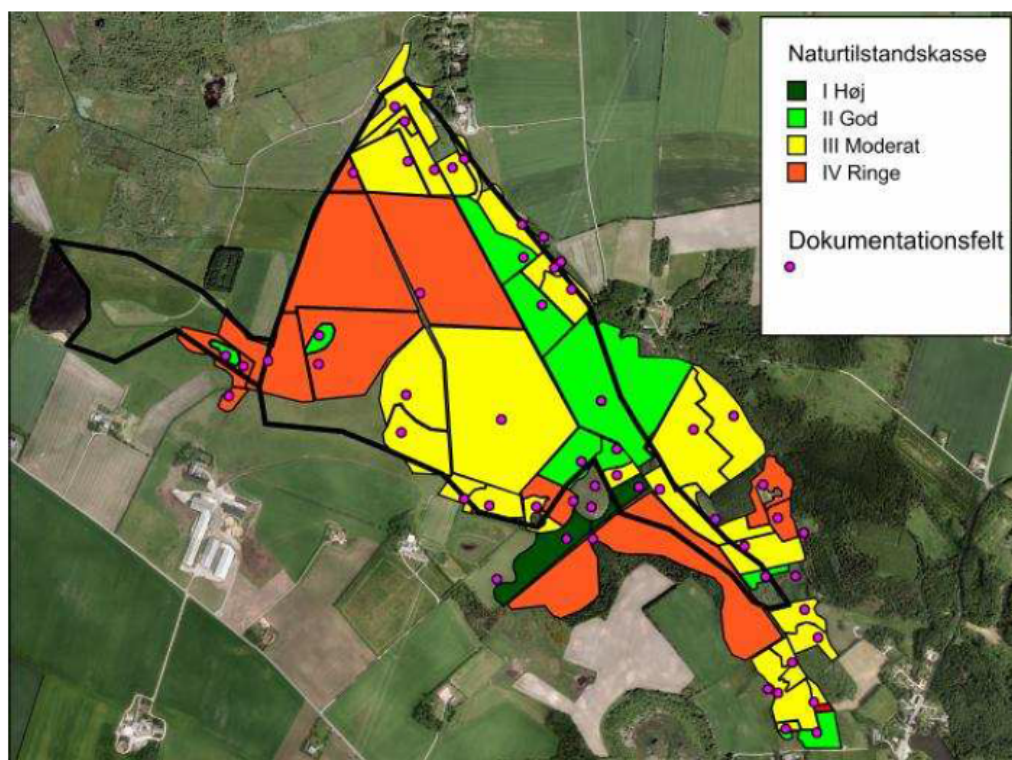 Naturtilstandskasse
I Høj
II God
III Moderat
IV Ringe
Dokumentationsfelt